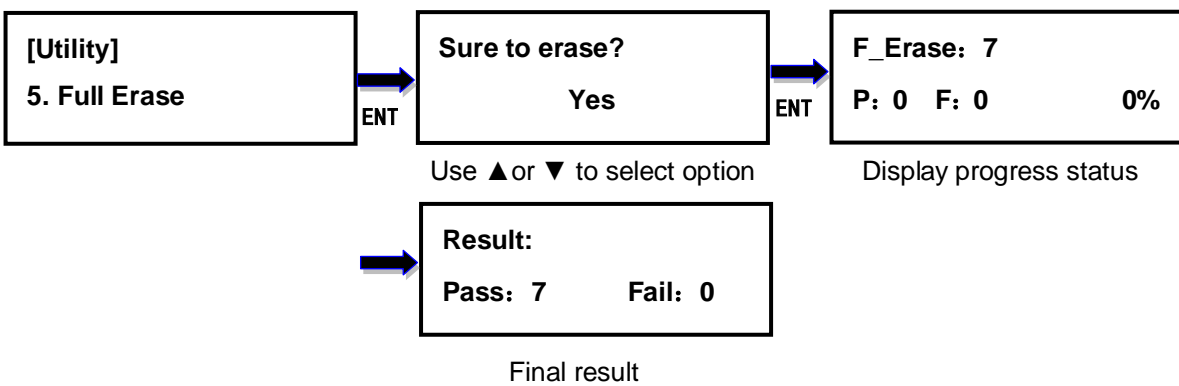 [Utility]
5. Full Erase
ENT
Sure to erase?
Yes
ENT
F_Erase：7
P：0 F：0 0%
Use ▲or ▼ to select option
Display progress status
Result:
Pass：7 Fail：0
Final result